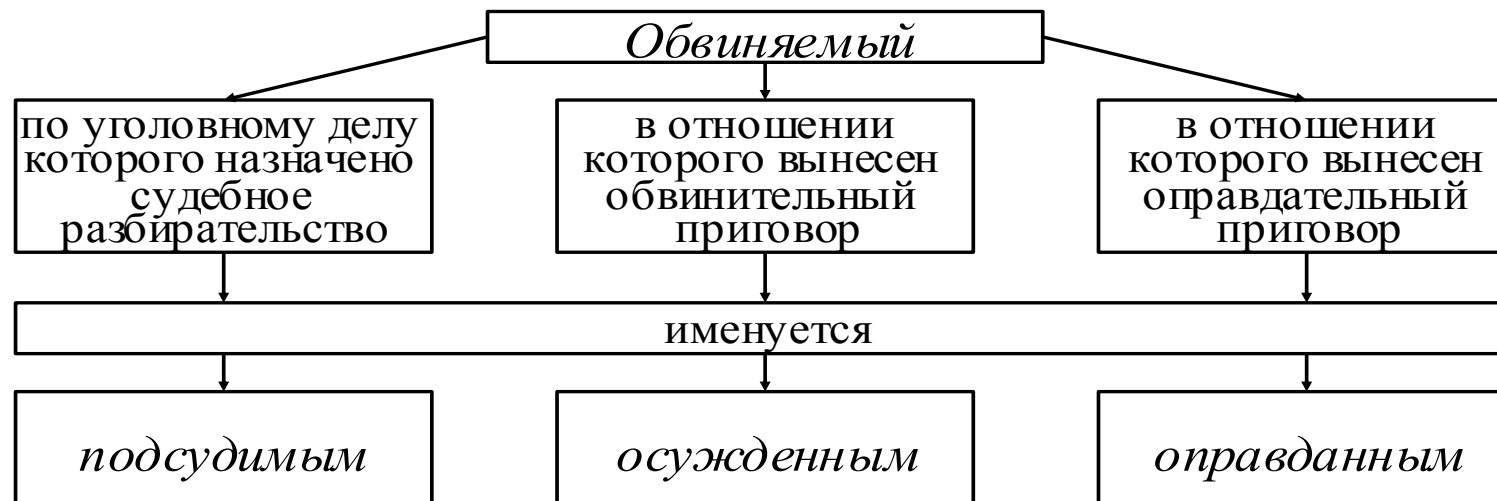 Обвиняемый
по уголовному делу
которого назначено
судебное
разбирательство
в отношении
которого вынесен
обвинительный
приговор
в отношении
которого вынесен
оправдательный
приговор
именуется
подсудимым
осужденным
оправданным